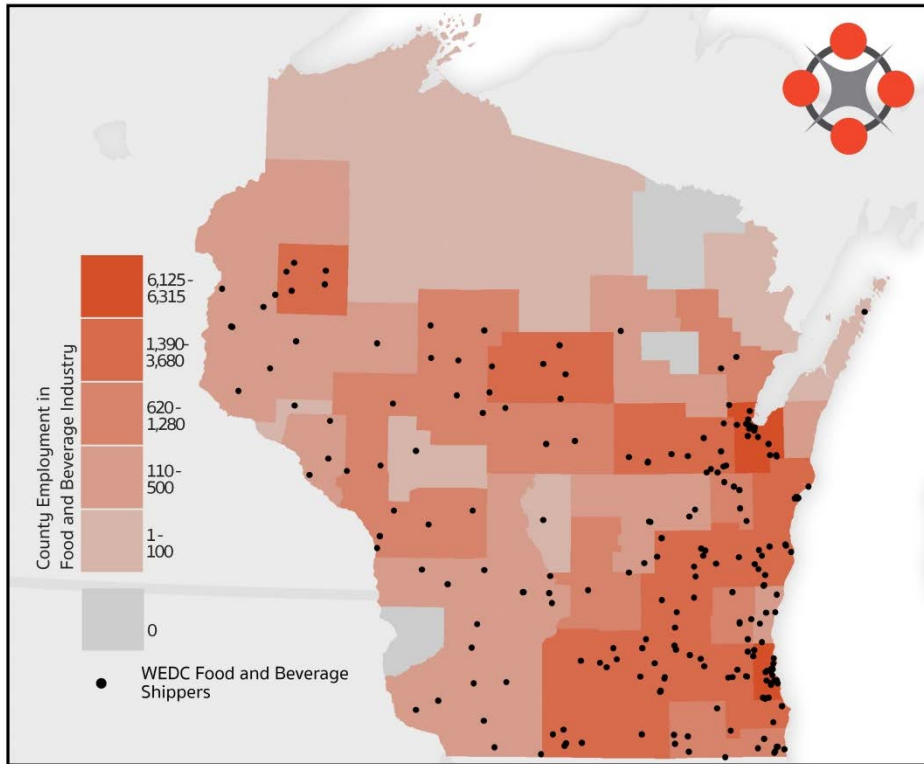 County Employment in
Food and Beverage Industry
6,125-
6,315
1,390-
3,680
620-
1,280
110-
500
1-
100
0
WEDC Food and Beverage
Shippers